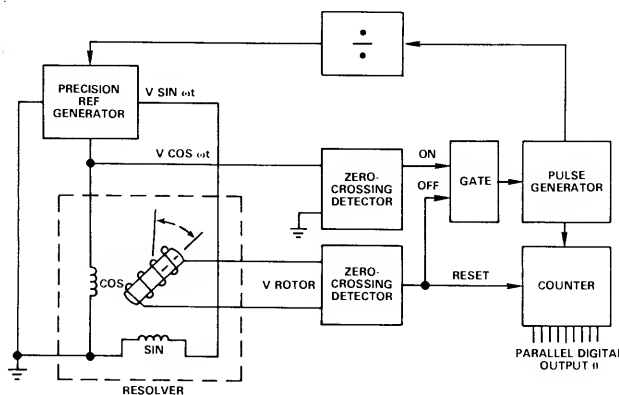 ÷
PRECISION
REF
GENERATOR
V SIN ωt
V COS ωt
ZERO-
CROSSING
DETECTOR
ON
OFF
GATE
PULSE
GENERATOR
COS
V ROTOR
ZERO-
CROSSING
DETECTOR
RESET
COUNTER
SIN
RESOLVER
PARALLEL DIGITAL
OUTPUT θ